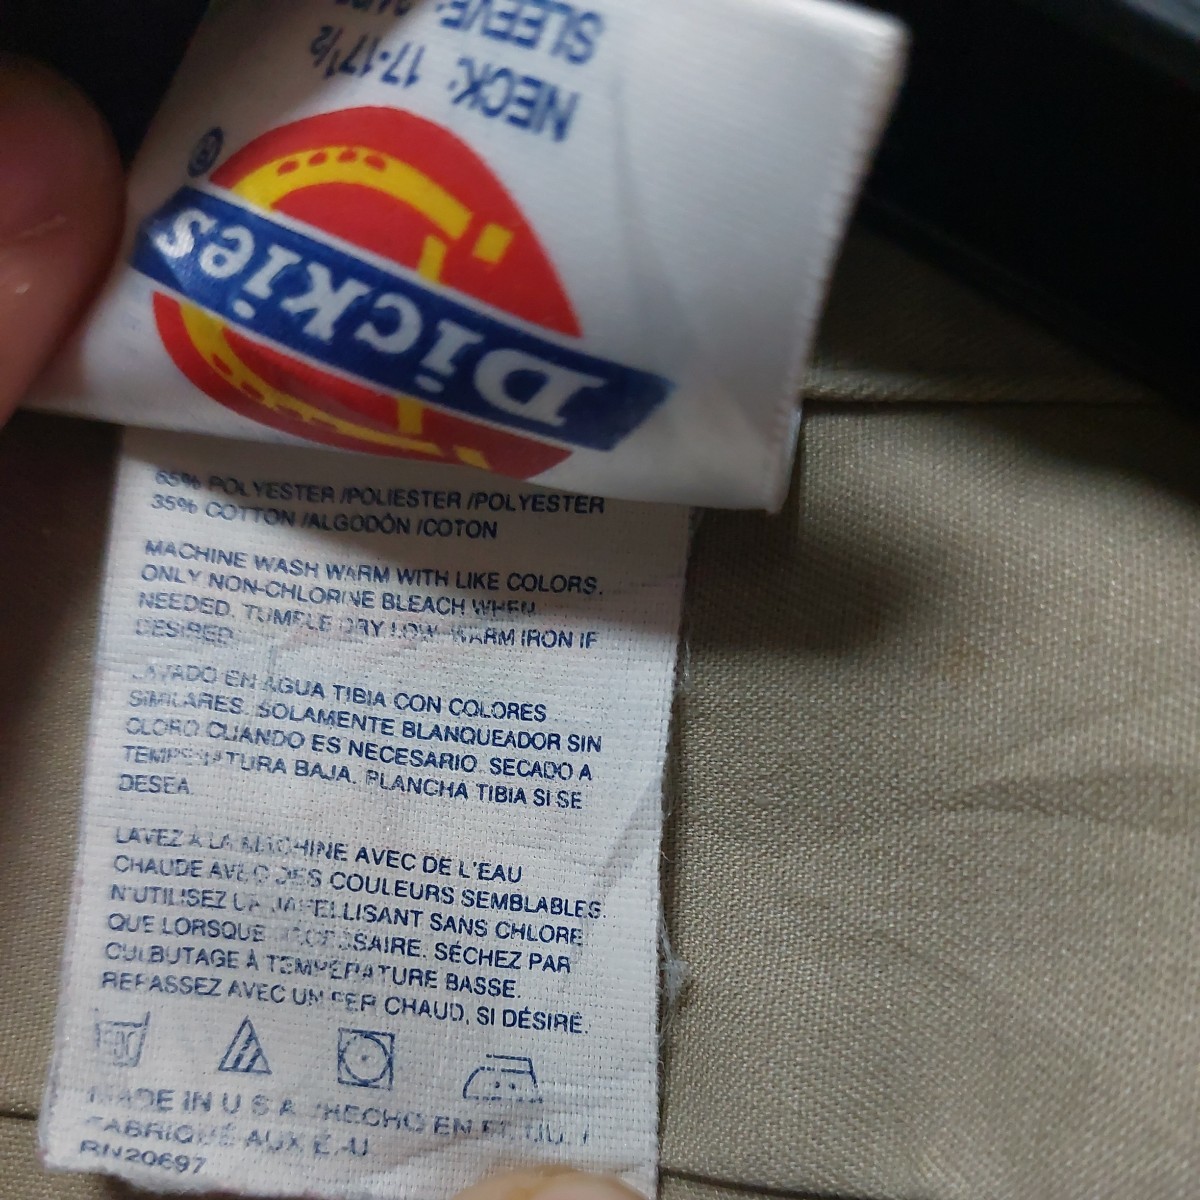 NECK: 17-17½
SLEEVE:
Dickies
®
65% POLYESTER /POLIESTER /POLYESTER
35% COTTON /ALGODÓN /COTON
MACHINE WASH WARM WITH LIKE COLORS.
ONLY NON-CHLORINE BLEACH WHEN
NEEDED. TUMBLE DRY LOW. WARM IRON IF
DESIRED.
LAVADO EN AGUA TIBIA CON COLORES
SIMILARES. SOLAMENTE BLANQUEADOR SIN
CLORO CUANDO ES NECESARIO. SECADO A
TEMPERATURA BAJA. PLANCHA TIBIA SI SE
DESEA.
LAVEZ À LA MACHINE AVEC DE L'EAU
CHAUDE AVEC DES COULEURS SEMBLABLES.
N'UTILISEZ UN JAVELLISANT SANS CHLORE
QUE LORSQUE NÉCESSAIRE. SÉCHEZ PAR
CULBUTAGE À TEMPÉRATURE BASSE.
REPASSEZ AVEC UN FER CHAUD, SI DÉSIRÉ.
MADE IN U S A /HECHO EN EE.UU. /
FABRIQUÉ AUX É.-U
RN20697